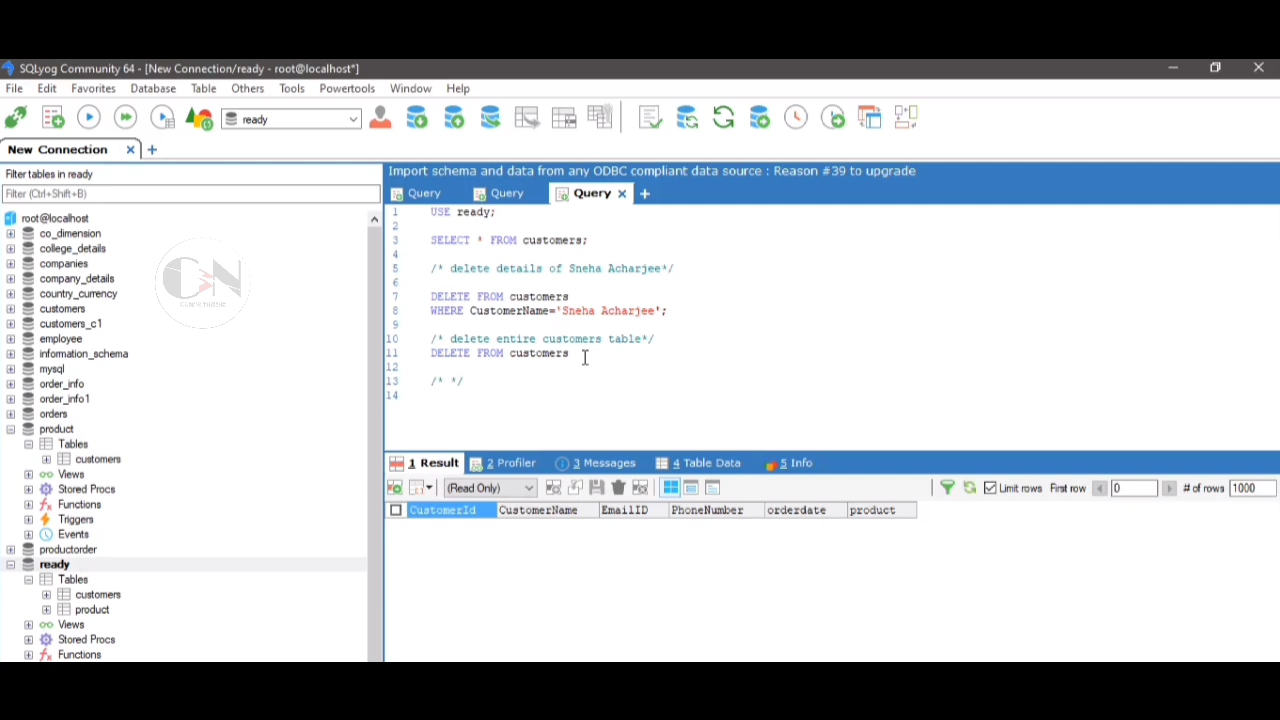 SQLyog Community 64 - [New Connection/ready - root@localhost*]
File Edit Favorites Database Table Others Tools Powertools Window Help
ready
New Connection
Filter tables in ready
Filter (Ctrl+Shift+B)
root@localhost
co_dimension
college_details
companies
company_details
country_currency
customers
customers_c1
employee
information_schema
mysql
order_info
order_info1
orders
product
Tables
customers
Views
Stored Procs
Functions
Triggers
Events
productorder
ready
Tables
customers
product
Views
Stored Procs
Functions
Import schema and data from any ODBC compliant data source : Reason #39 to upgrade
Query Query Query
1 USE ready;
2
3 SELECT * FROM customers;
4
5 /* delete details of Sneha Acharjee*/
6
7 DELETE FROM customers
8 WHERE CustomerName='Sneha Acharjee';
9
10 /* delete entire customers table*/
11 DELETE FROM customers
12
13 /* */
14
1 Result 2 Profiler 3 Messages 4 Table Data 5 Info
(Read Only) Limit rows First row 0 # of rows 1000
CustomerId CustomerName EmailID PhoneNumber orderdate product